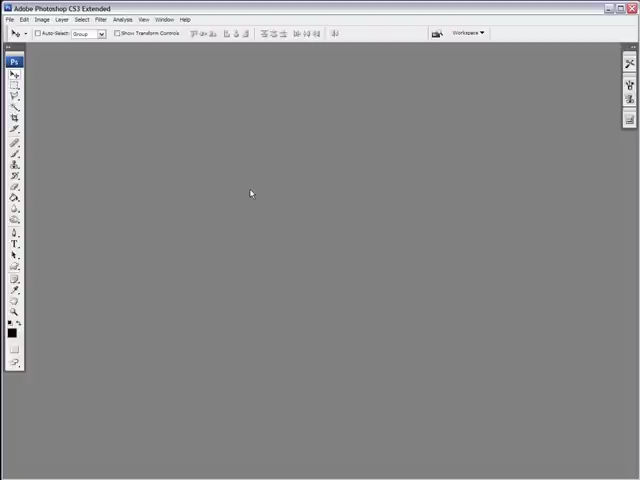 Ps Adobe Photoshop CS3 Extended
File Edit Image Layer Select Filter Analysis View Window Help
Auto-Select: Group Show Transform Controls Workspace
Ps
T